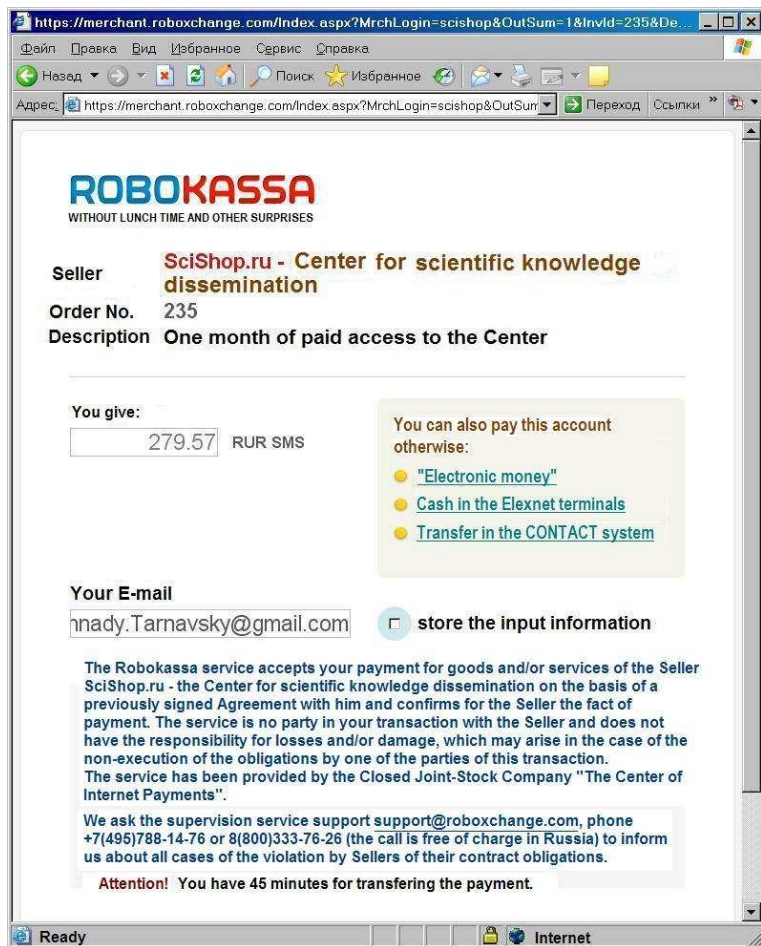 https://merchant.roboxchange.com/Index.aspx?MrchLogin=scishop&OutSum=1&InvId=235&De...
Файл Правка Вид Избранное Сервис Справка
Назад Поиск Избранное
Адрес: https://merchant.roboxchange.com/Index.aspx?MrchLogin=scishop&OutSum Переход Ссылки »
ROBOKASSA
WITHOUT LUNCH TIME AND OTHER SURPRISES
Seller SciShop.ru - Center for scientific knowledge
dissemination
Order No. 235
Description One month of paid access to the Center
You give:
279.57 RUR SMS
You can also pay this account
otherwise:
"Electronic money"
Cash in the Elexnet terminals
Transfer in the CONTACT system
Your E-mail
nnady.Tarnavsky@gmail.com store the input information
The Robokassa service accepts your payment for goods and/or services of the Seller
SciShop.ru - the Center for scientific knowledge dissemination on the basis of a
previously signed Agreement with him and confirms for the Seller the fact of
payment. The service is no party in your transaction with the Seller and does not
have the responsibility for losses and/or damage, which may arise in the case of the
non-execution of the obligations by one of the parties of this transaction.
The service has been provided by the Closed Joint-Stock Company "The Center of
Internet Payments".
We ask the supervision service support support@roboxchange.com, phone
+7(495)788-14-76 or 8(800)333-76-26 (the call is free of charge in Russia) to inform
us about all cases of the violation by Sellers of their contract obligations.
Attention! You have 45 minutes for transfering the payment.
Ready Internet